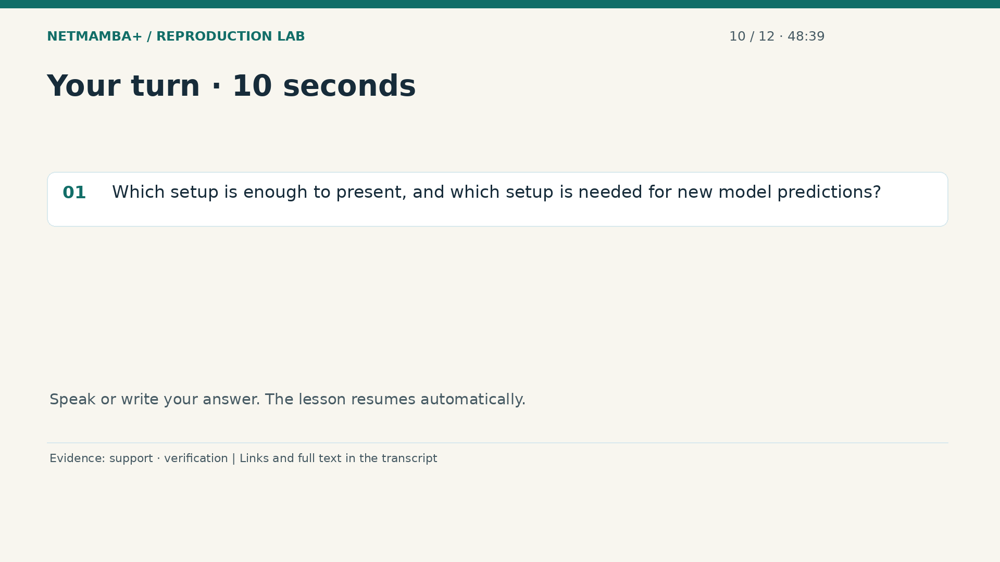 NETMAMBA+ / REPRODUCTION LAB
10 / 12 · 48:39
Your turn · 10 seconds
01 Which setup is enough to present, and which setup is needed for new model predictions?
Speak or write your answer. The lesson resumes automatically.
Evidence: support · verification | Links and full text in the transcript